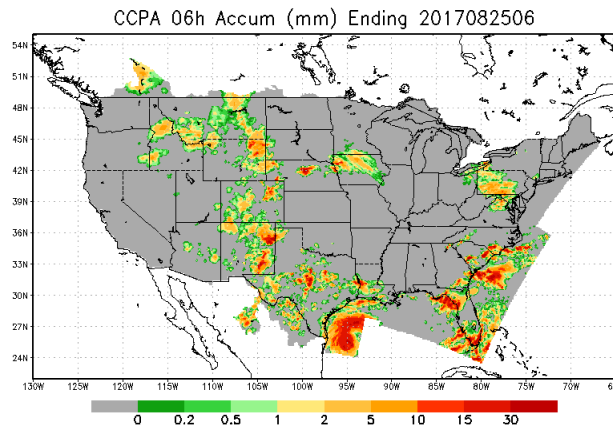 CCPA 06h Accum (mm) Ending 2017082506
54N
51N
48N
45N
42N
39N
36N
33N
30N
27N
24N
130W 125W 120W 115W 110W 105W 100W 95W 90W 85W 80W 75W 70W 65W
0 0.2 0.5 1 2 5 10 15 30